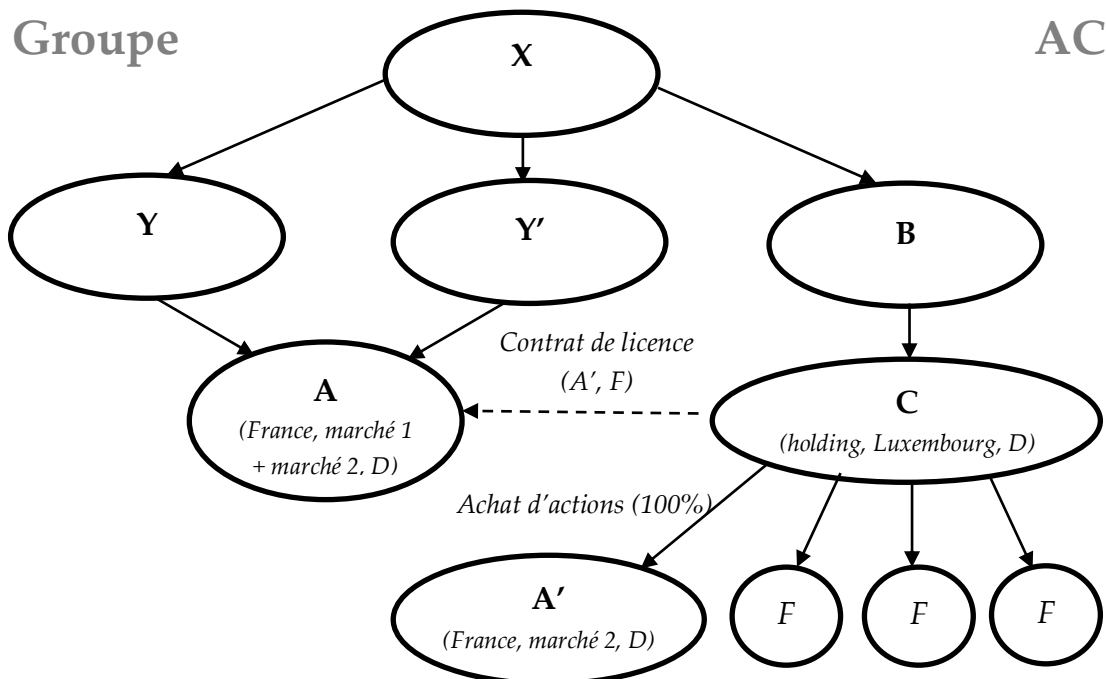 Groupe
AC
X
Y
Y'
B
Contrat de licence
(A', F)
A
(France, marché 1
+ marché 2, D)
C
(holding, Luxembourg, D)
Achat d'actions (100%)
A'
(France, marché 2, D)
F
F
F